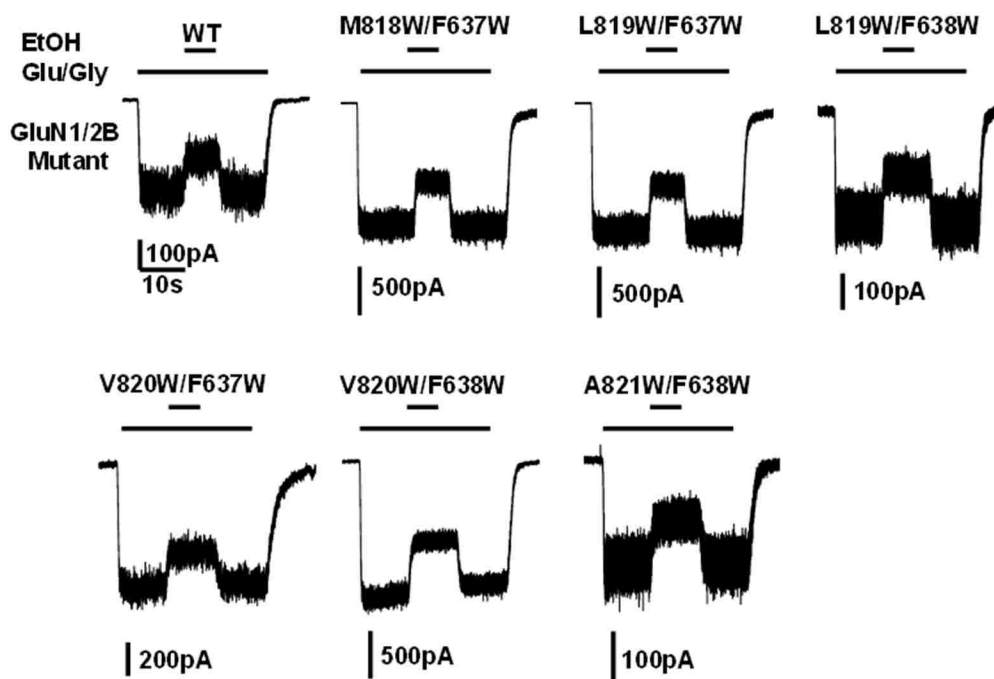 EtOH
WT
M818W/F637W
L819W/F637W
L819W/F638W
Glu/Gly
GluN1/2B
Mutant
100pA
10s
500pA
500pA
100pA
V820W/F637W
V820W/F638W
A821W/F638W
200pA
500pA
100pA